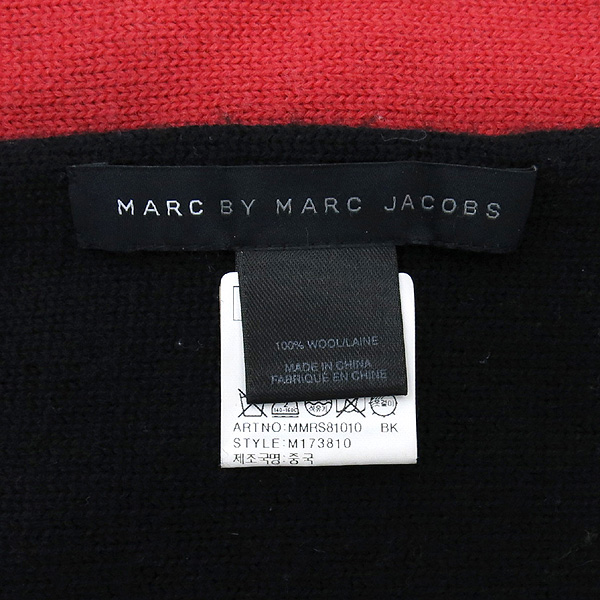 MARC BY MARC JACOBS
100% WOOL/LAINE
MADE IN CHINA
FABRIQUE EN CHINE
ARTNO: MMRS81010 BK
STYLE: M173810
제조국명: 중국